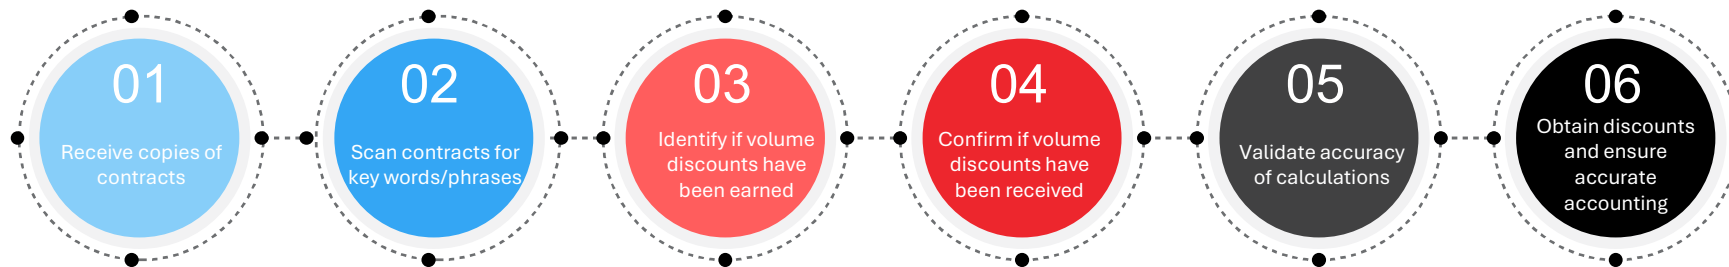 01
Receive copies of
contracts
02
Scan contracts for
key words/phrases
03
Identify if volume
discounts have
been earned
04
Confirm if volume
discounts have
been received
05
Validate accuracy
of calculations
06
Obtain discounts
and ensure
accurate
accounting